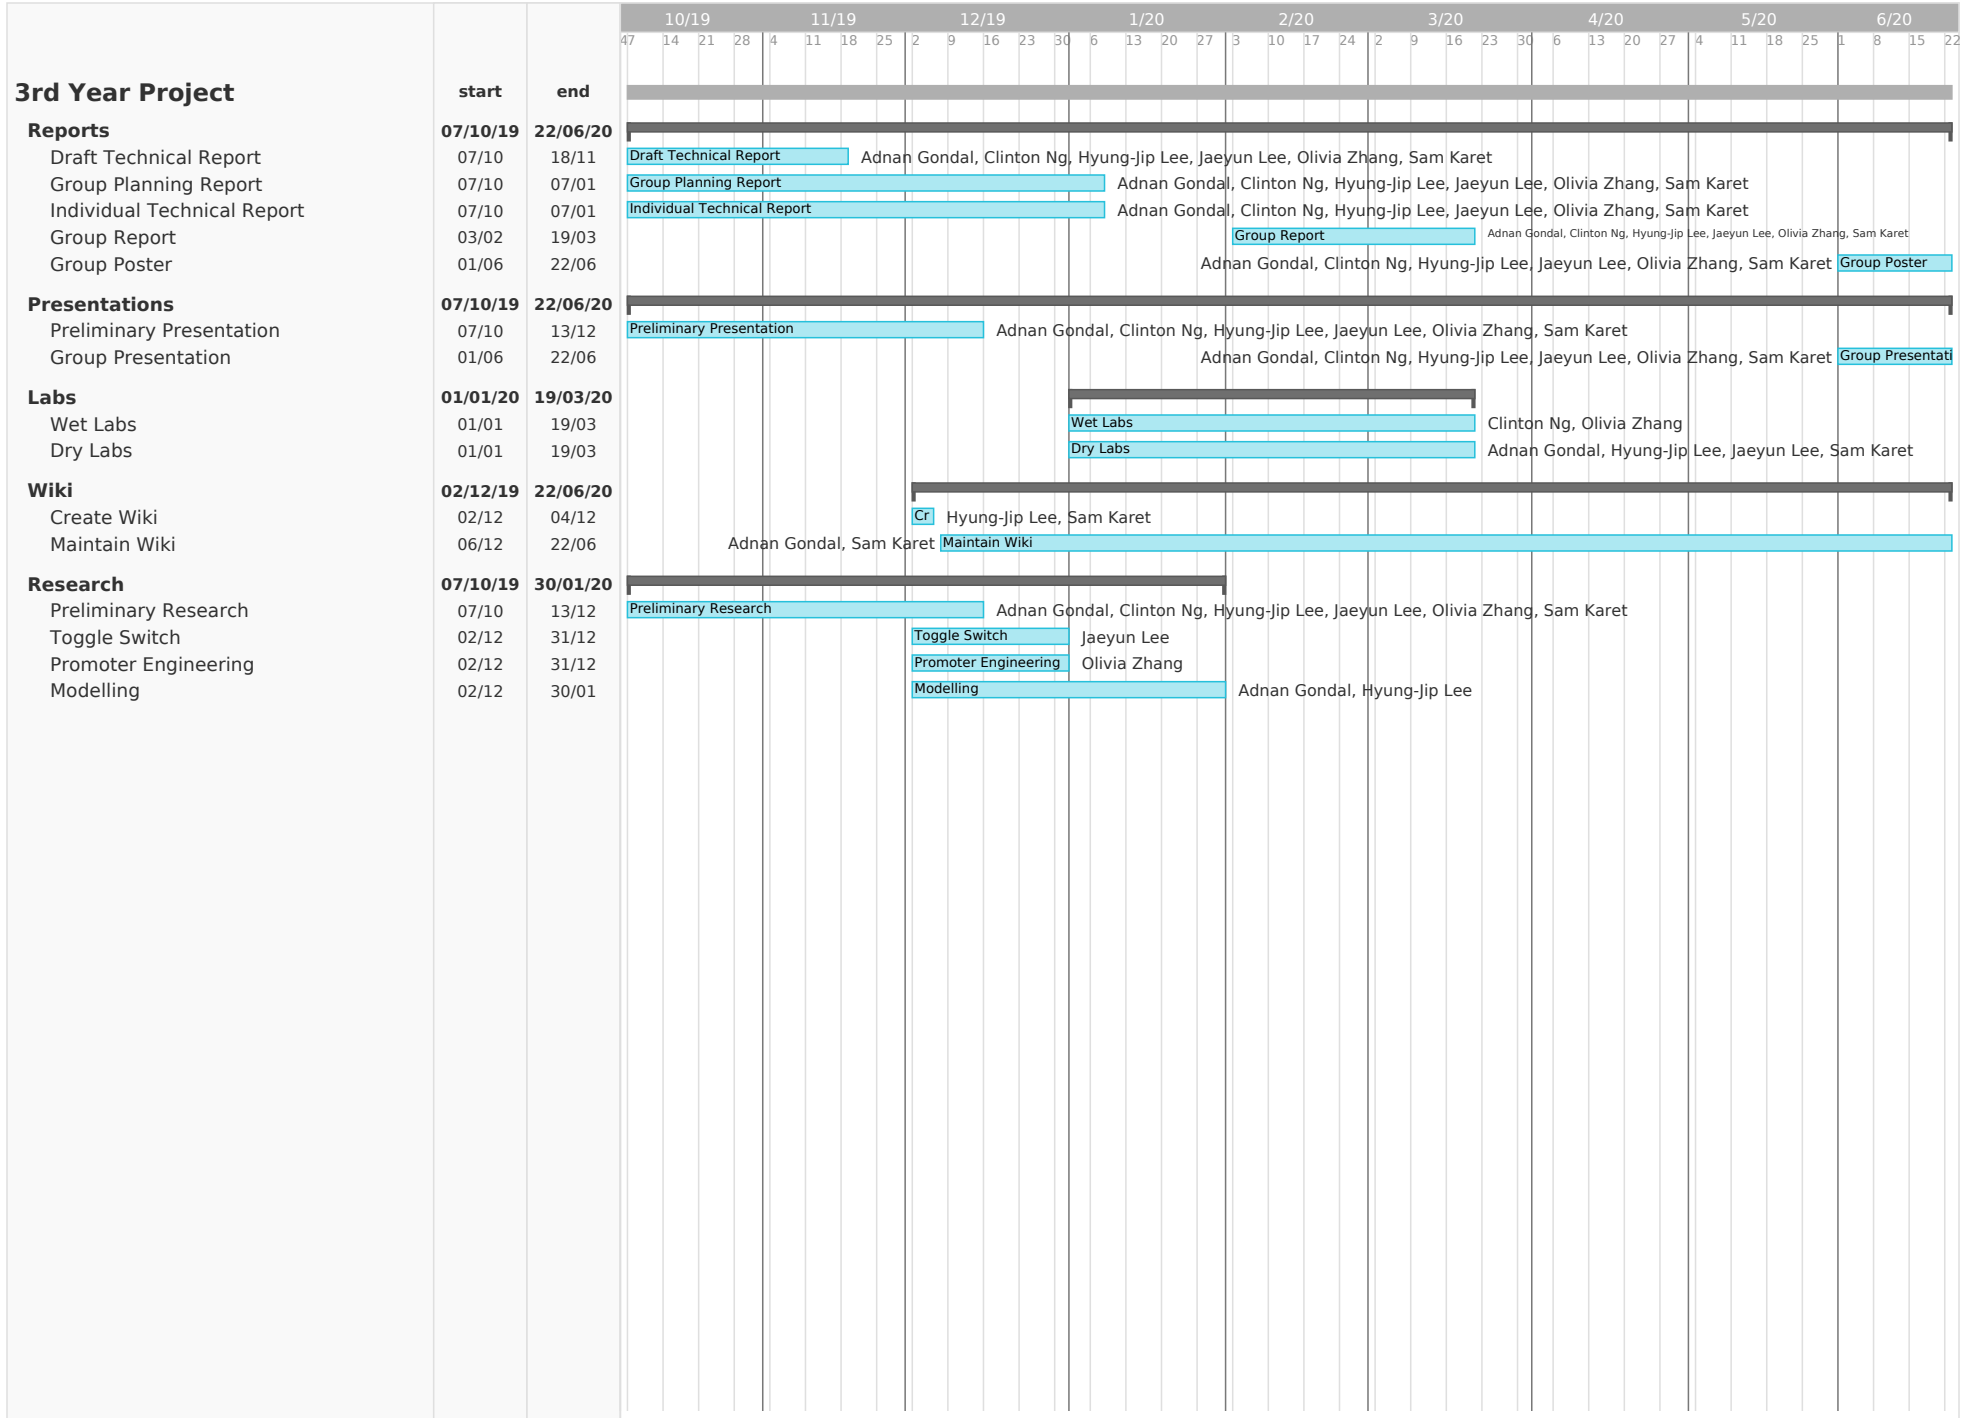 10/19 11/19 12/19 1/20 2/20 3/20 4/20 5/20 6/20
47 14 21 28 4 11 18 25 2 9 16 23 30 6 13 20 27 3 10 17 24 2 9 16 23 30 6 13 20 27 4 11 18 25 1 8 15 22
3rd Year Project start end
Reports 07/10/19 22/06/20
Draft Technical Report 07/10 18/11 Draft Technical Report Adnan Gondal, Clinton Ng, Hyung-Jip Lee, Jaeyun Lee, Olivia Zhang, Sam Karet
Group Planning Report 07/10 07/01 Group Planning Report Adnan Gondal, Clinton Ng, Hyung-Jip Lee, Jaeyun Lee, Olivia Zhang, Sam Karet
Individual Technical Report 07/10 07/01 Individual Technical Report Adnan Gondal, Clinton Ng, Hyung-Jip Lee, Jaeyun Lee, Olivia Zhang, Sam Karet
Group Report 03/02 19/03 Group Report Adnan Gondal, Clinton Ng, Hyung-Jip Lee, Jaeyun Lee, Olivia Zhang, Sam Karet
Group Poster 01/06 22/06 Adnan Gondal, Clinton Ng, Hyung-Jip Lee, Jaeyun Lee, Olivia Zhang, Sam Karet Group Poster
Presentations 07/10/19 22/06/20
Preliminary Presentation 07/10 13/12 Preliminary Presentation Adnan Gondal, Clinton Ng, Hyung-Jip Lee, Jaeyun Lee, Olivia Zhang, Sam Karet
Group Presentation 01/06 22/06 Adnan Gondal, Clinton Ng, Hyung-Jip Lee, Jaeyun Lee, Olivia Zhang, Sam Karet Group Presentati
Labs 01/01/20 19/03/20
Wet Labs 01/01 19/03 Wet Labs Clinton Ng, Olivia Zhang
Dry Labs 01/01 19/03 Dry Labs Adnan Gondal, Hyung-Jip Lee, Jaeyun Lee, Sam Karet
Wiki 02/12/19 22/06/20
Create Wiki 02/12 04/12 Cr Hyung-Jip Lee, Sam Karet
Maintain Wiki 06/12 22/06 Adnan Gondal, Sam Karet Maintain Wiki
Research 07/10/19 30/01/20
Preliminary Research 07/10 13/12 Preliminary Research Adnan Gondal, Clinton Ng, Hyung-Jip Lee, Jaeyun Lee, Olivia Zhang, Sam Karet
Toggle Switch 02/12 31/12 Toggle Switch Jaeyun Lee
Promoter Engineering 02/12 31/12 Promoter Engineering Olivia Zhang
Modelling 02/12 30/01 Modelling Adnan Gondal, Hyung-Jip Lee